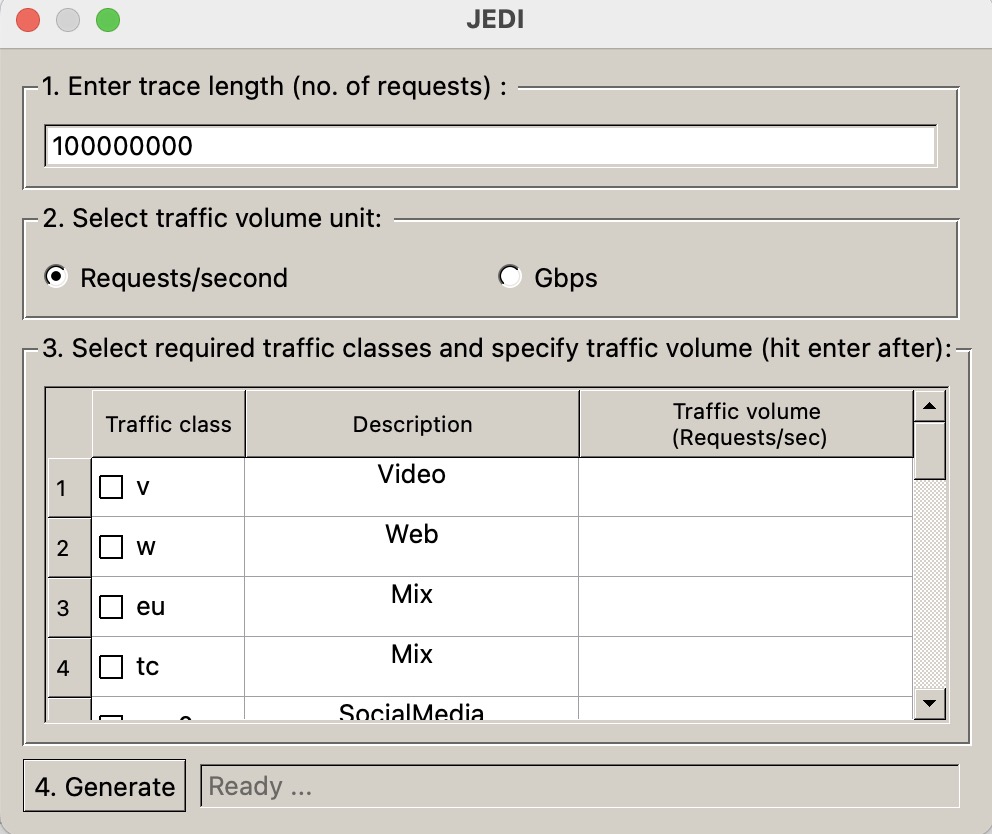 JEDI
1. Enter trace length (no. of requests) :
100000000
2. Select traffic volume unit:
Requests/second
Gbps
3. Select required traffic classes and specify traffic volume (hit enter after):
Traffic class
Description
Traffic volume
(Requests/sec)
1 v Video
2 w Web
3 eu Mix
4 tc Mix
SocialMedia
4. Generate
Ready ...